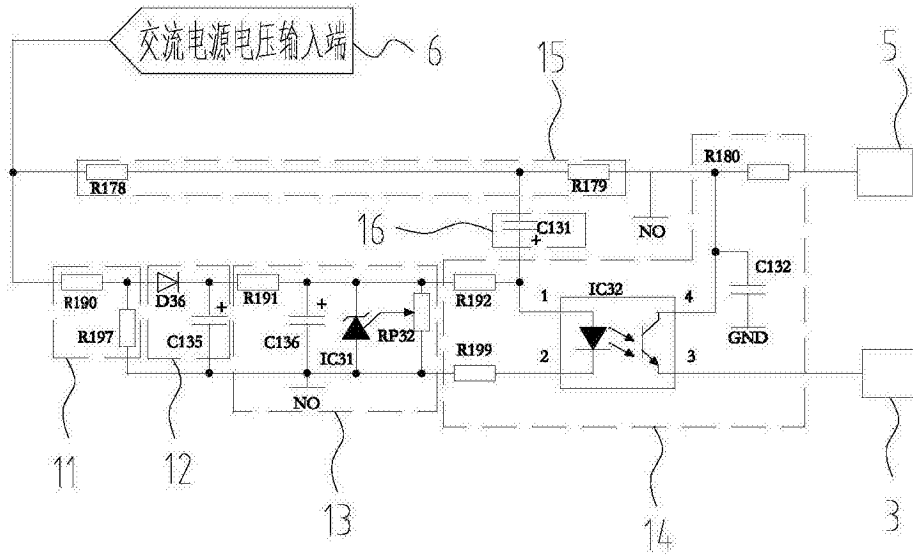 交流电源电压输入端
6
15
5
R180
R178
R179
16
C131
+
NO
C132
R190
D36
R191
+
+
R192
1
IC32
4
R197
C135
C136
IC31
RP32
R199
2
3
GND
NO
11
12
13
14
3